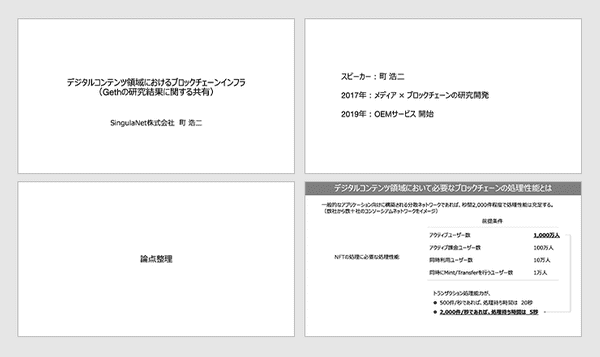 デジタルコンテンツ領域におけるブロックチェーンインフラ
（Gethの研究結果に関する共有）
SingulaNet株式会社 町 浩二
スピーカー：町 浩二
2017年：メディア × ブロックチェーンの研究開発
2019年：OEMサービス 開始
論点整理
デジタルコンテンツ領域において必要なブロックチェーンの処理性能とは
一般的なアプリケーション向けに構築される分散ネットワークであれば、秒間2,000件程度で処理性能は充足する。
（数社から数十社のコンソーシアムネットワークをイメージ）
前提条件
NFTの処理に必要な処理性能
アクティブユーザー数 1,000万人
アクティブ課金ユーザー数 100万人
同時利用ユーザー数 10万人
同時にMint/Transferを行うユーザー数 1万人
トランザクション処理能力が、
● 500件/秒であれば、処理待ち時間は 20秒
● 2,000件/秒であれば、処理待ち時間は 5秒